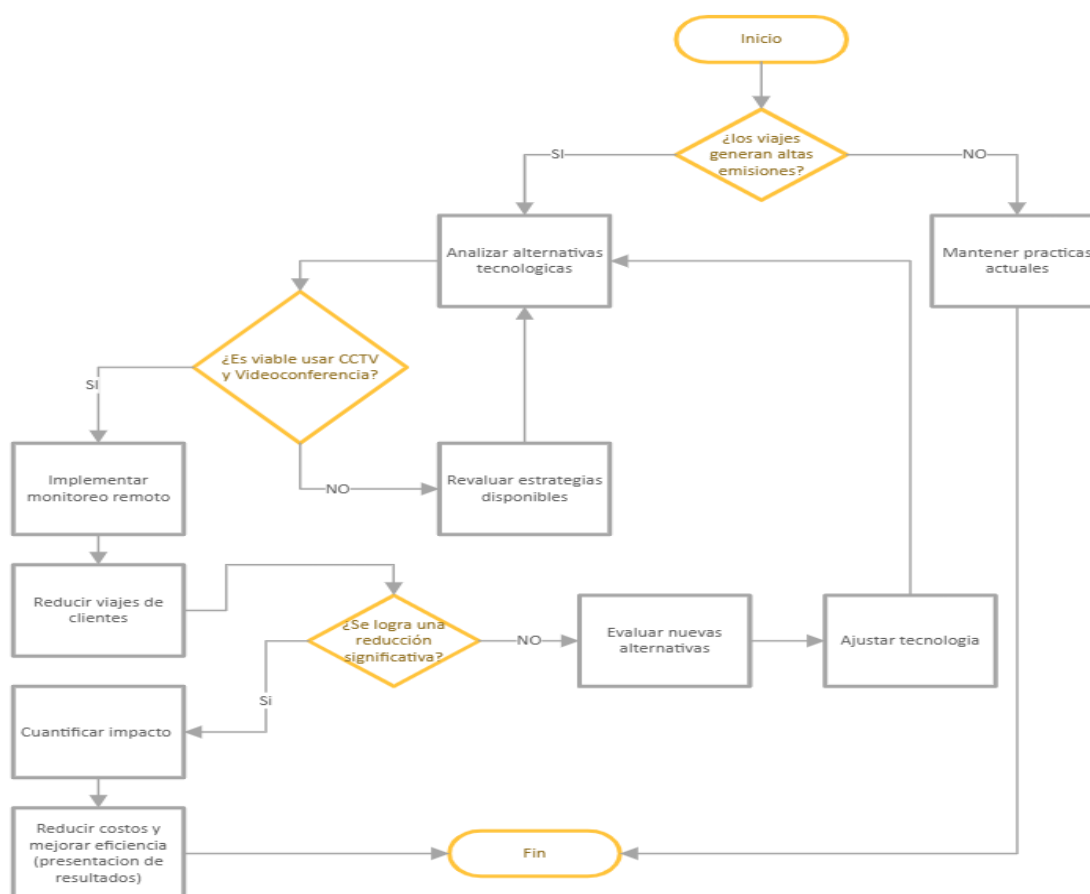 Inicio
¿los viajes
generan altas
emisiones?
SI
NO
Analizar alternativas
tecnologicas
Mantener practicas
actuales
¿Es viable usar CCTV
y Videoconferencia?
SI
NO
Implementar
monitoreo remoto
Revaluar estrategias
disponibles
Reducir viajes de
clientes
¿Se logra una
reducción
significativa?
NO
Evaluar nuevas
alternativas
Ajustar tecnologia
Si
Cuantificar impacto
Reducir costos y
mejorar eficiencia
(presentacion de
resultados)
Fin